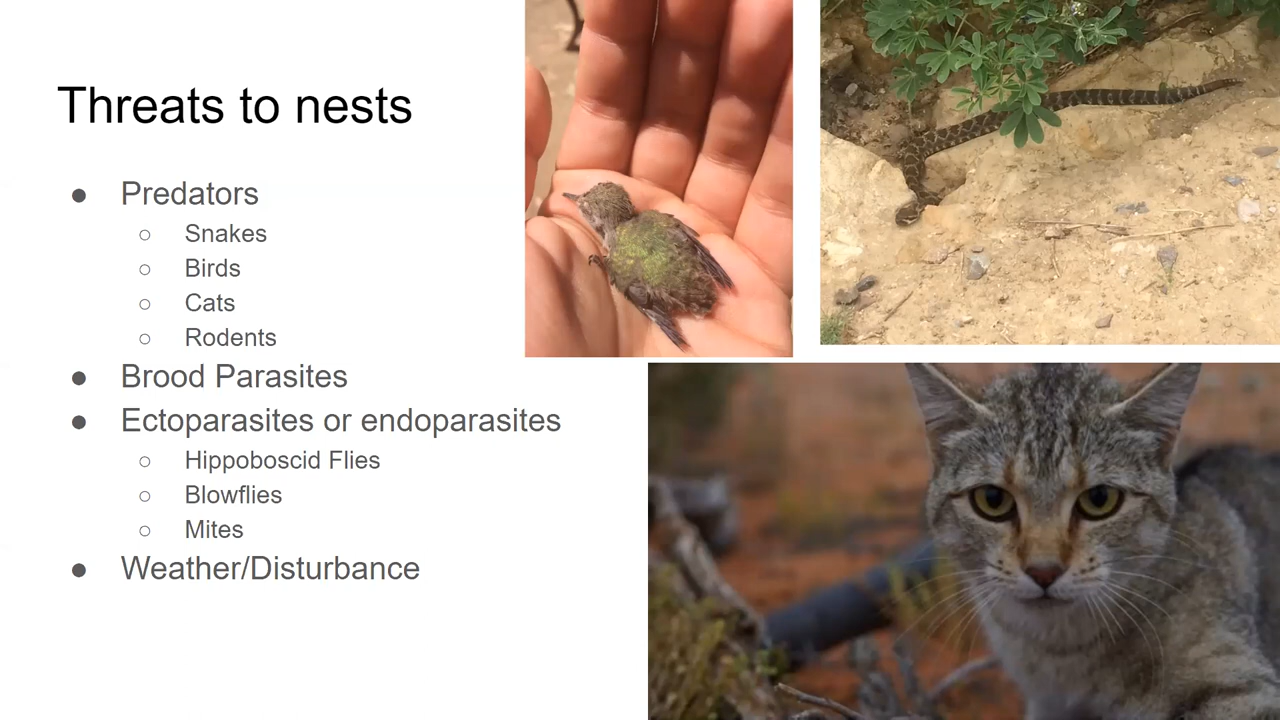 Threats to nests
● Predators
○ Snakes
○ Birds
○ Cats
○ Rodents
● Brood Parasites
● Ectoparasites or endoparasites
○ Hippoboscid Flies
○ Blowflies
○ Mites
● Weather/Disturbance